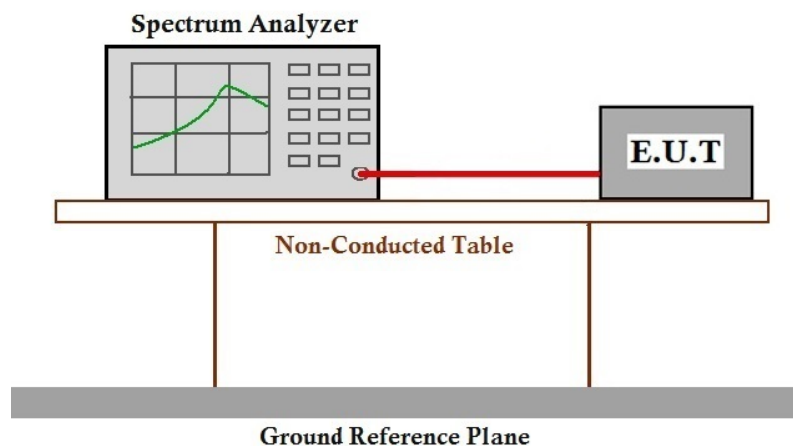 Spectrum Analyzer
E.U.T
Non-Conducted Table
Ground Reference Plane